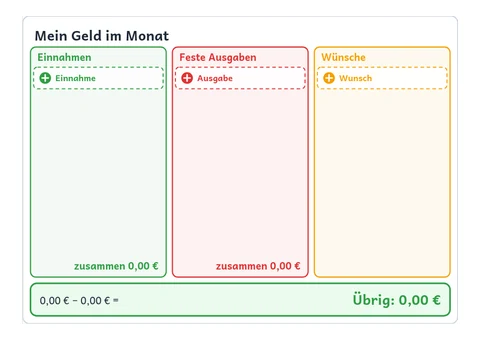 Mein Geld im Monat
Einnahmen
Einnahme
zusammen 0,00 €
Feste Ausgaben
Ausgabe
zusammen 0,00 €
Wünsche
Wunsch
0,00 € – 0,00 € =
Übrig: 0,00 €